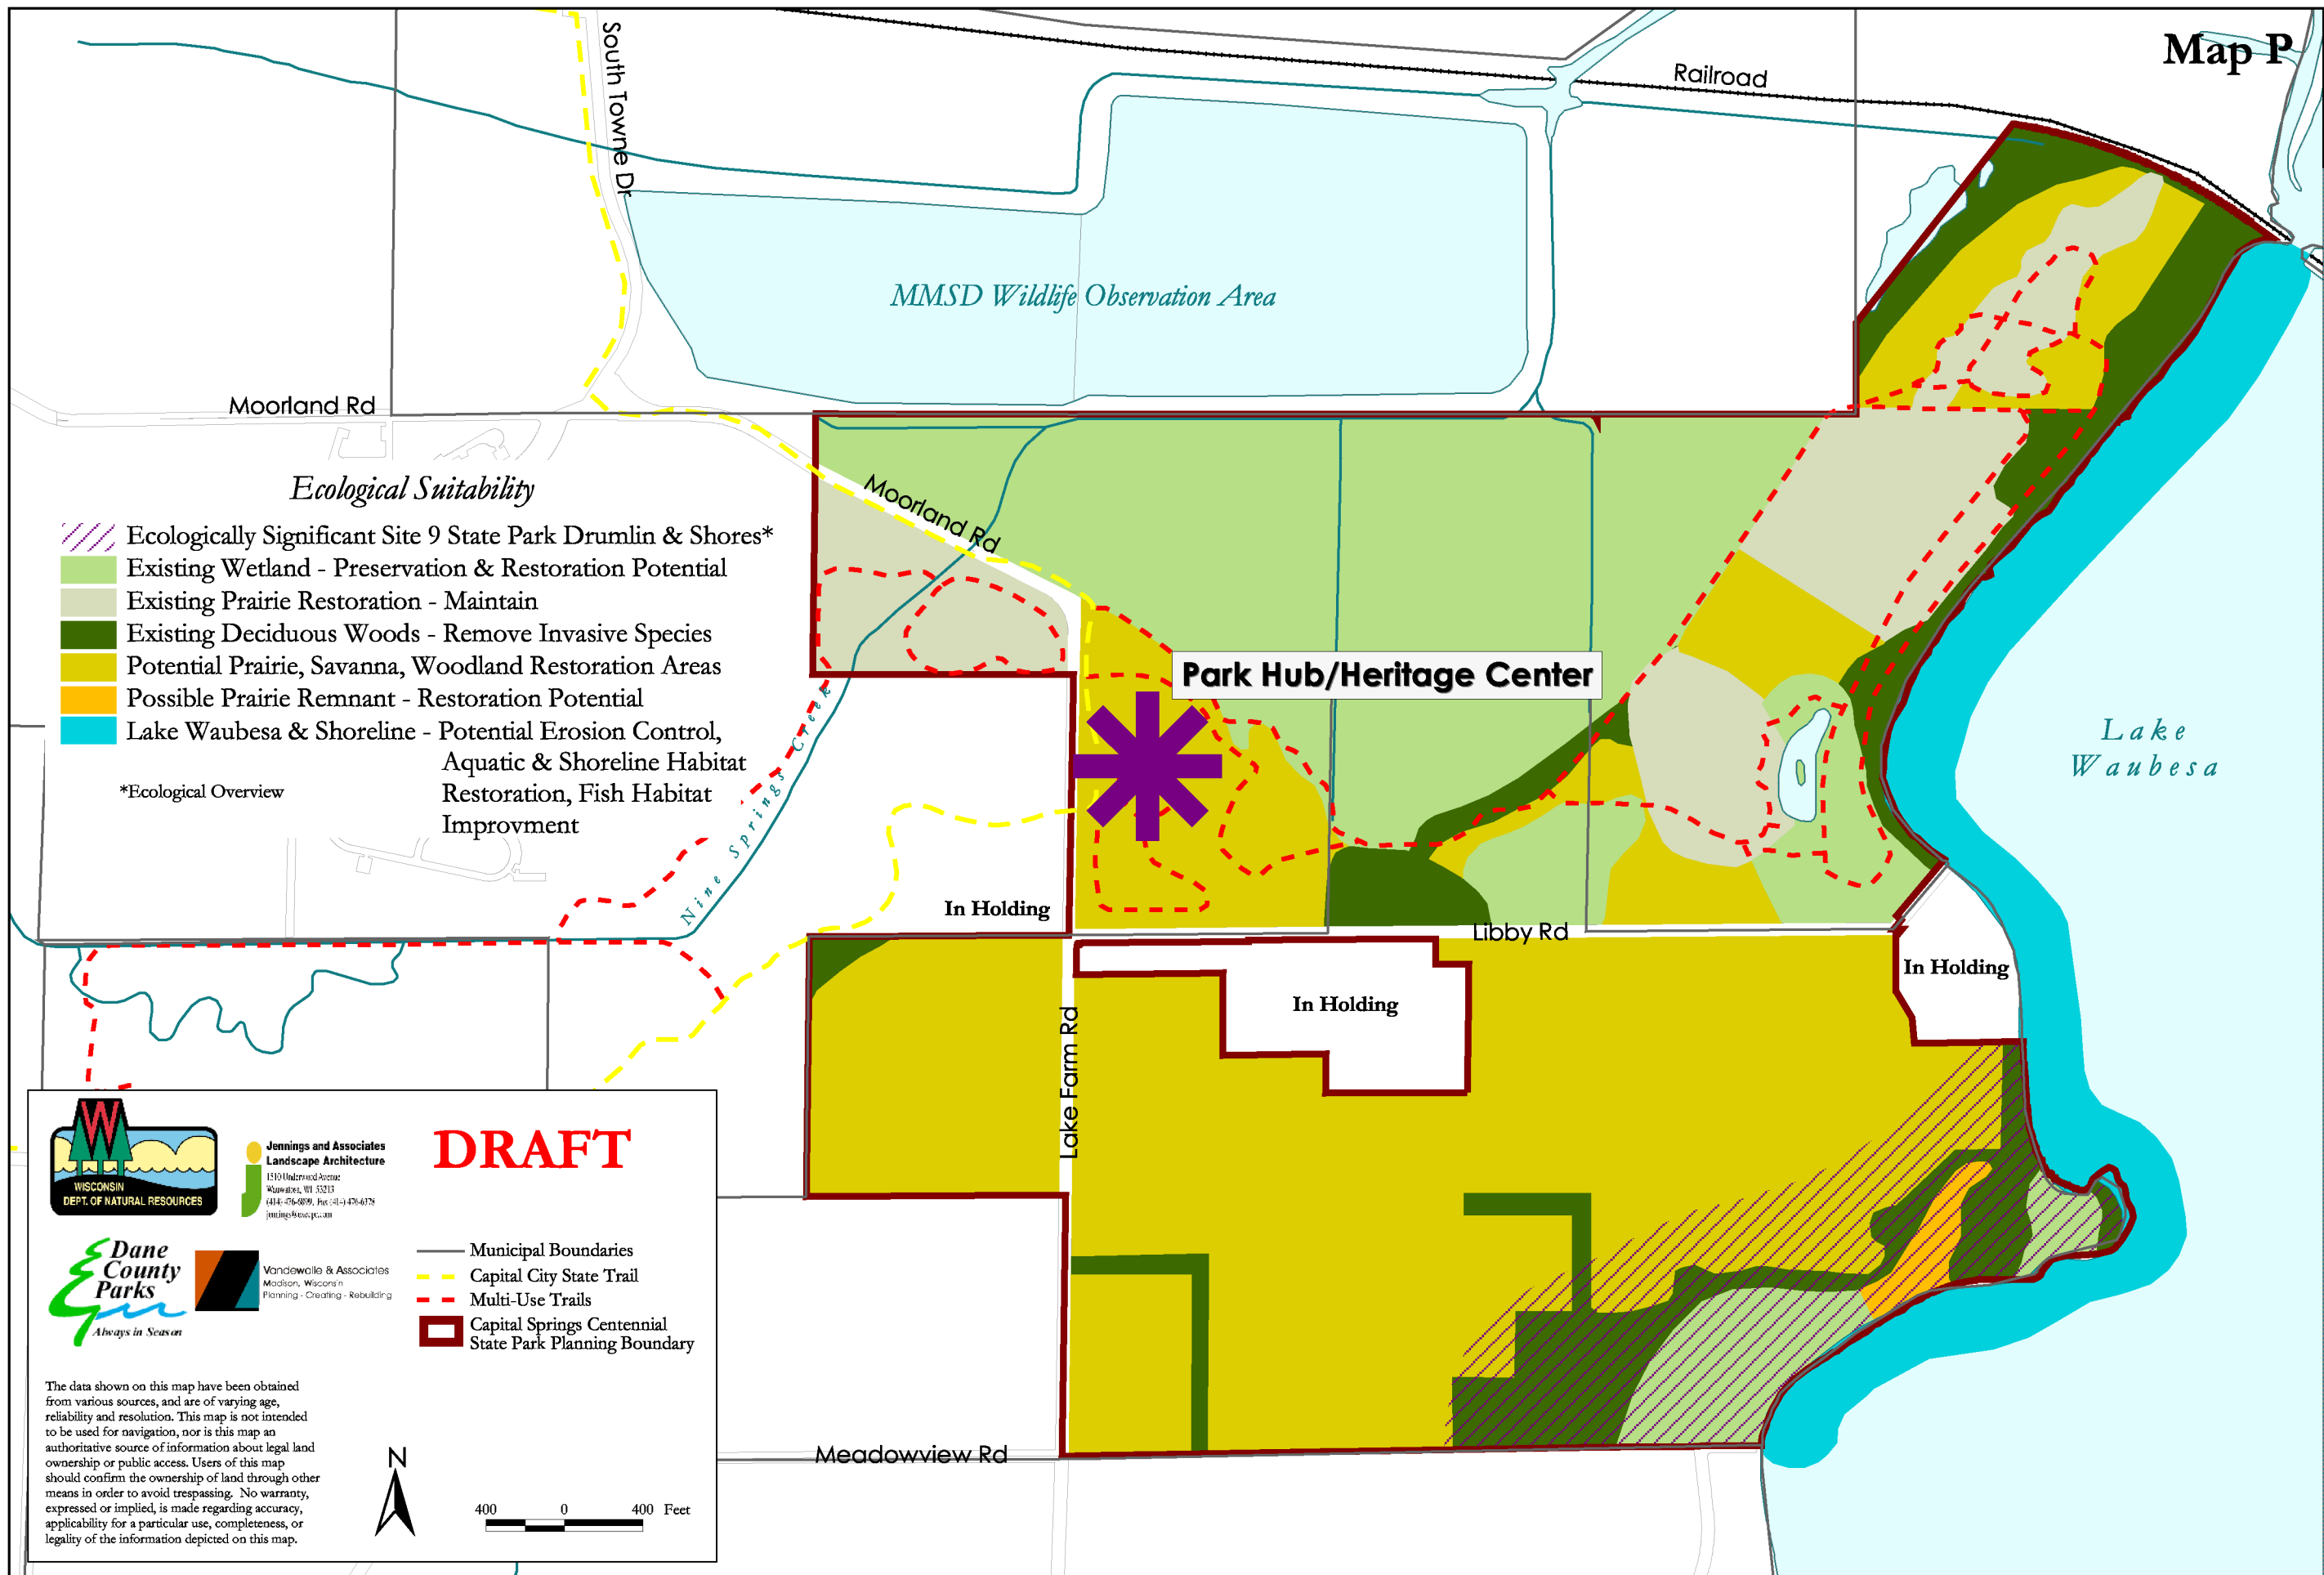 Map P
South Towne Dr
Railroad
MMSD Wildlife Observation Area
Moorland Rd
Moorland Rd
Ecological Suitability
Ecologically Significant Site 9 State Park Drumlin & Shores*
Existing Wetland - Preservation & Restoration Potential
Existing Prairie Restoration - Maintain
Existing Deciduous Woods - Remove Invasive Species
Potential Prairie, Savanna, Woodland Restoration Areas
Possible Prairie Remnant - Restoration Potential
Lake Waubesa & Shoreline - Potential Erosion Control,
Aquatic & Shoreline Habitat
Restoration, Fish Habitat
Improvment
*Ecological Overview
Park Hub/Heritage Center
Nine Springs Creek
Lake
Waubesa
In Holding
Libby Rd
In Holding
In Holding
Lake Farm Rd
Meadowview Rd
W
WISCONSIN
DEPT. OF NATURAL RESOURCES
Jennings and Associates
Landscape Architecture
1510 Underwood Avenue
Wauwatosa, WI 53213
DRAFT
Dane
County
Parks
Always in Season
Vandewalle & Associates
Madison, Wisconsin
Planning - Creating - Rebuilding
Municipal Boundaries
Capital City State Trail
Multi-Use Trails
Capital Springs Centennial
State Park Planning Boundary
The data shown on this map have been obtained
from various sources, and are of varying age,
reliability and resolution. This map is not intended
to be used for navigation, nor is this map an
authoritative source of information about legal land
ownership or public access. Users of this map
should confirm the ownership of land through other
means in order to avoid trespassing. No warranty,
expressed or implied, is made regarding accuracy,
applicability for a particular use, completeness, or
legality of the information depicted on this map.
N
400 0 400 Feet